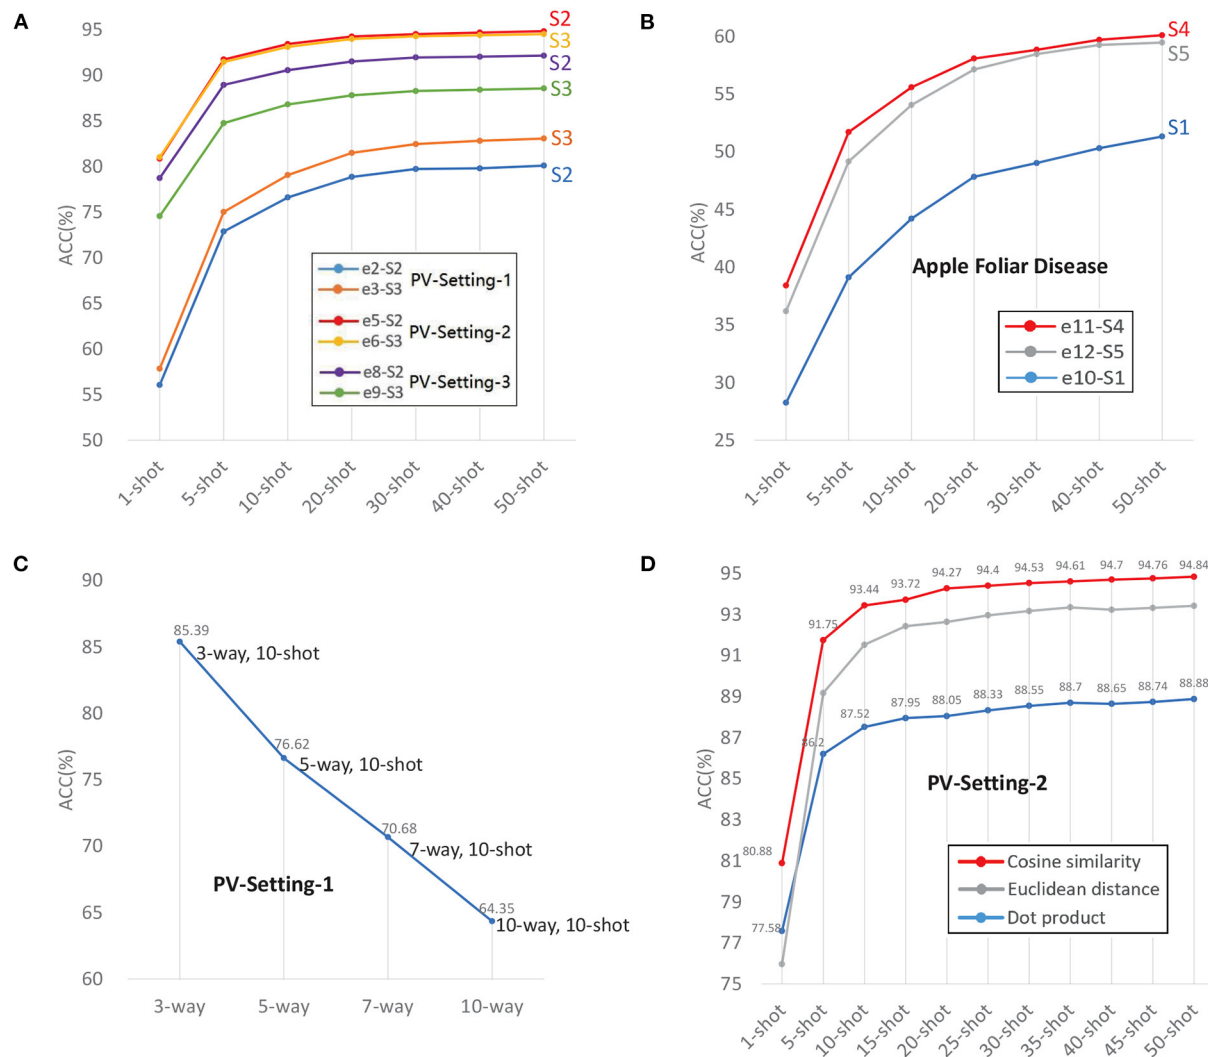 A
ACC(%)
95
90
85
80
75
70
65
60
55
50
S2
S3
S2
S3
S3
S2
e2-S2
e3-S3
PV-Setting-1
e5-S2
e6-S3
PV-Setting-2
e8-S2
e9-S3
PV-Setting-3
1-shot
5-shot
10-shot
20-shot
30-shot
40-shot
50-shot
B
ACC(%)
60
55
50
45
40
35
30
25
S4
S5
S1
Apple Foliar Disease
e11-S4
e12-S5
e10-S1
1-shot
5-shot
10-shot
20-shot
30-shot
40-shot
50-shot
C
ACC(%)
90
85
80
75
70
65
60
85.39
3-way, 10-shot
76.62
5-way, 10-shot
70.68
7-way, 10-shot
64.35
10-way, 10-shot
PV-Setting-1
3-way
5-way
7-way
10-way
D
ACC(%)
95
93
91
89
87
85
83
81
79
77
75
80.88
91.75
93.44
93.72
94.27
94.4
94.53
94.61
94.7
94.76
94.84
77.58
86.2
87.52
87.95
88.05
88.33
88.55
88.7
88.65
88.74
88.88
PV-Setting-2
Cosine similarity
Euclidean distance
Dot product
1-shot
5-shot
10-shot
15-shot
20-shot
25-shot
30-shot
35-shot
40-shot
45-shot
50-shot